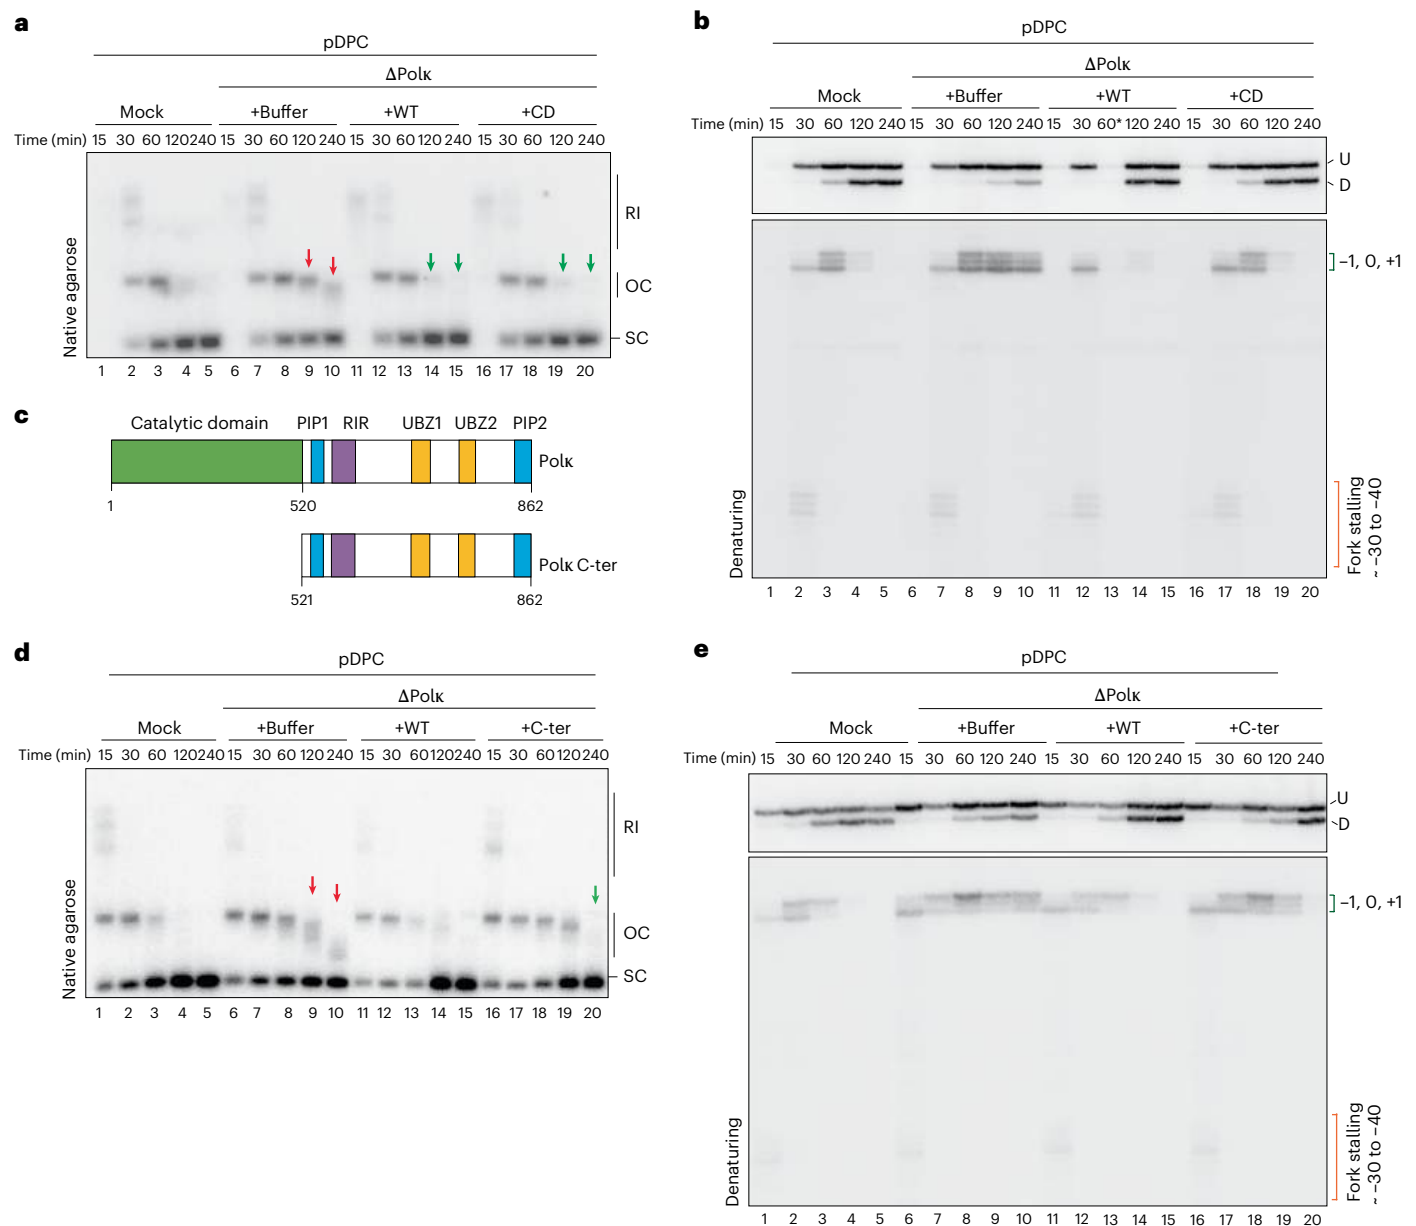 a
pDPC
ΔPolκ
Mock +Buffer +WT +CD
Time (min) 15 30 60 120 240 15 30 60 120 240 15 30 60 120 240 15 30 60 120 240
Native agarose
RI
OC
SC
1 2 3 4 5 6 7 8 9 10 11 12 13 14 15 16 17 18 19 20
b
pDPC
ΔPolκ
Mock +Buffer +WT +CD
Time (min) 15 30 60 120 240 15 30 60 120 240 15 30 60* 120 240 15 30 60 120 240
U
D
−1, 0, +1
Denaturing
Fork stalling
~ −30 to −40
1 2 3 4 5 6 7 8 9 10 11 12 13 14 15 16 17 18 19 20
c
Catalytic domain PIP1 RIR UBZ1 UBZ2 PIP2
Polκ
1 520 862
Polκ C-ter
521 862
d
pDPC
ΔPolκ
Mock +Buffer +WT +C-ter
Time (min) 15 30 60 120 240 15 30 60 120 240 15 30 60 120 240 15 30 60 120 240
Native agarose
RI
OC
SC
1 2 3 4 5 6 7 8 9 10 11 12 13 14 15 16 17 18 19 20
e
pDPC
ΔPolκ
Mock +Buffer +WT +C-ter
Time (min) 15 30 60 120 240 15 30 60 120 240 15 30 60 120 240 15 30 60 120 240
U
D
−1, 0, +1
Denaturing
Fork stalling
~ −30 to −40
1 2 3 4 5 6 7 8 9 10 11 12 13 14 15 16 17 18 19 20